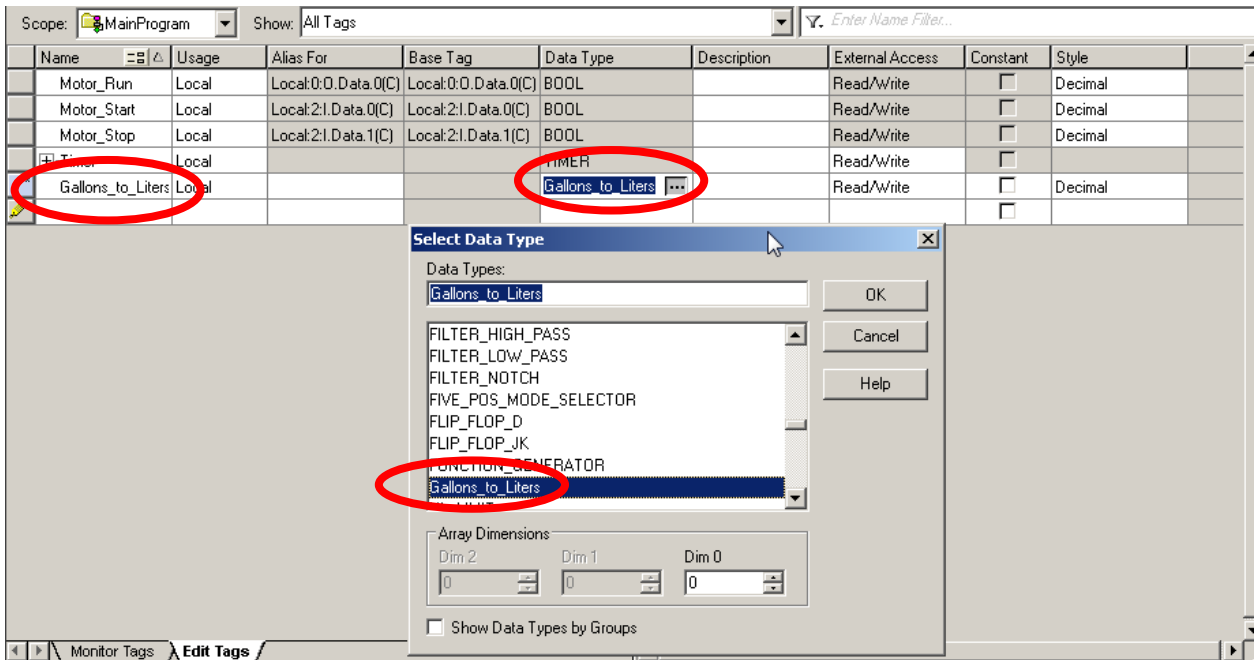 Scope: MainProgram Show: All Tags Enter Name Filter...
Name Usage Alias For Base Tag Data Type Description External Access Constant Style
Motor_Run Local Local:0:O.Data.0(C) Local:0:O.Data.0(C) BOOL Read/Write Decimal
Motor_Start Local Local:2:I.Data.0(C) Local:2:I.Data.0(C) BOOL Read/Write Decimal
Motor_Stop Local Local:2:I.Data.1(C) Local:2:I.Data.1(C) BOOL Read/Write Decimal
Timer Local TIMER Read/Write
Gallons_to_Liters Local Gallons_to_Liters ... Read/Write Decimal
Select Data Type
Data Types:
Gallons_to_Liters OK
FILTER_HIGH_PASS Cancel
FILTER_LOW_PASS
FILTER_NOTCH Help
FIVE_POS_MODE_SELECTOR
FLIP_FLOP_D
FLIP_FLOP_JK
FUNCTION_GENERATOR
Gallons_to_Liters
Array Dimensions
Dim 2 Dim 1 Dim 0
0 0 0
Show Data Types by Groups
Monitor Tags Edit Tags